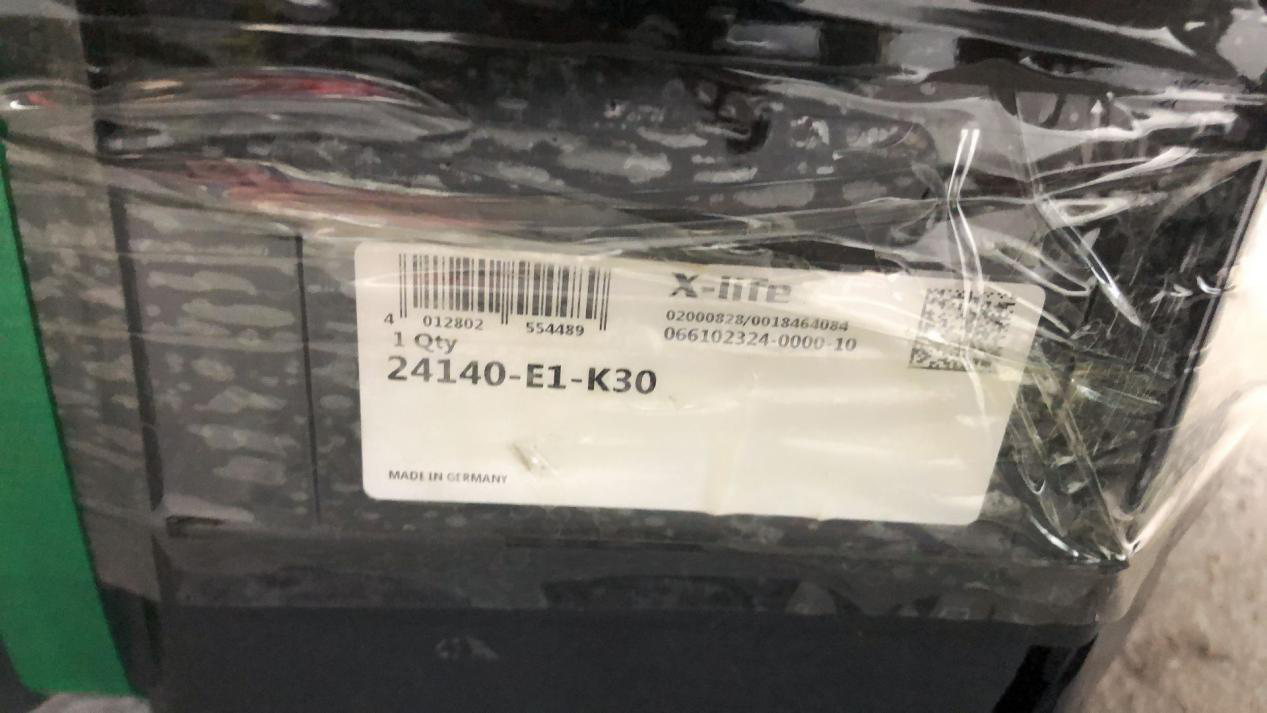 X-life
4 012802 554489
02000828/0018464084
1 Qty
066102324-0000-10
24140-E1-K30
MADE IN GERMANY